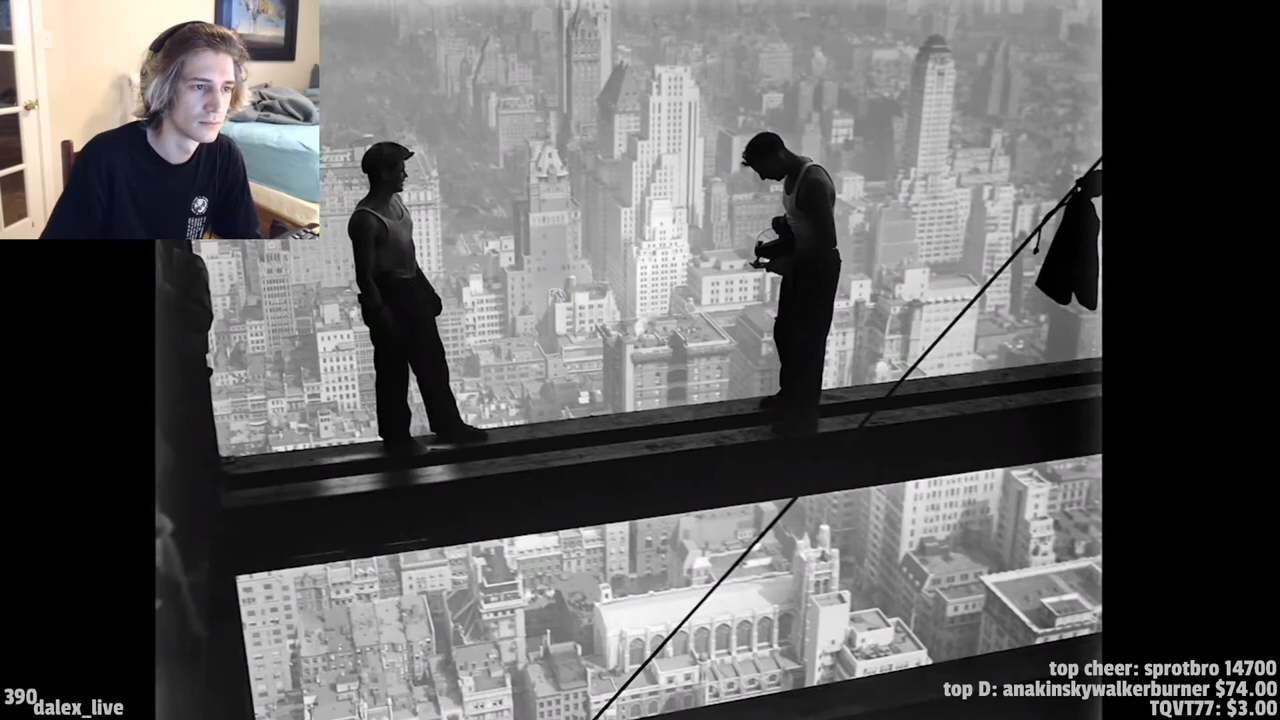 top cheer: sprotbro 14700
top D: anakinskywalkerburner $74.00
390
dalex_live
TQVT77: $3.00